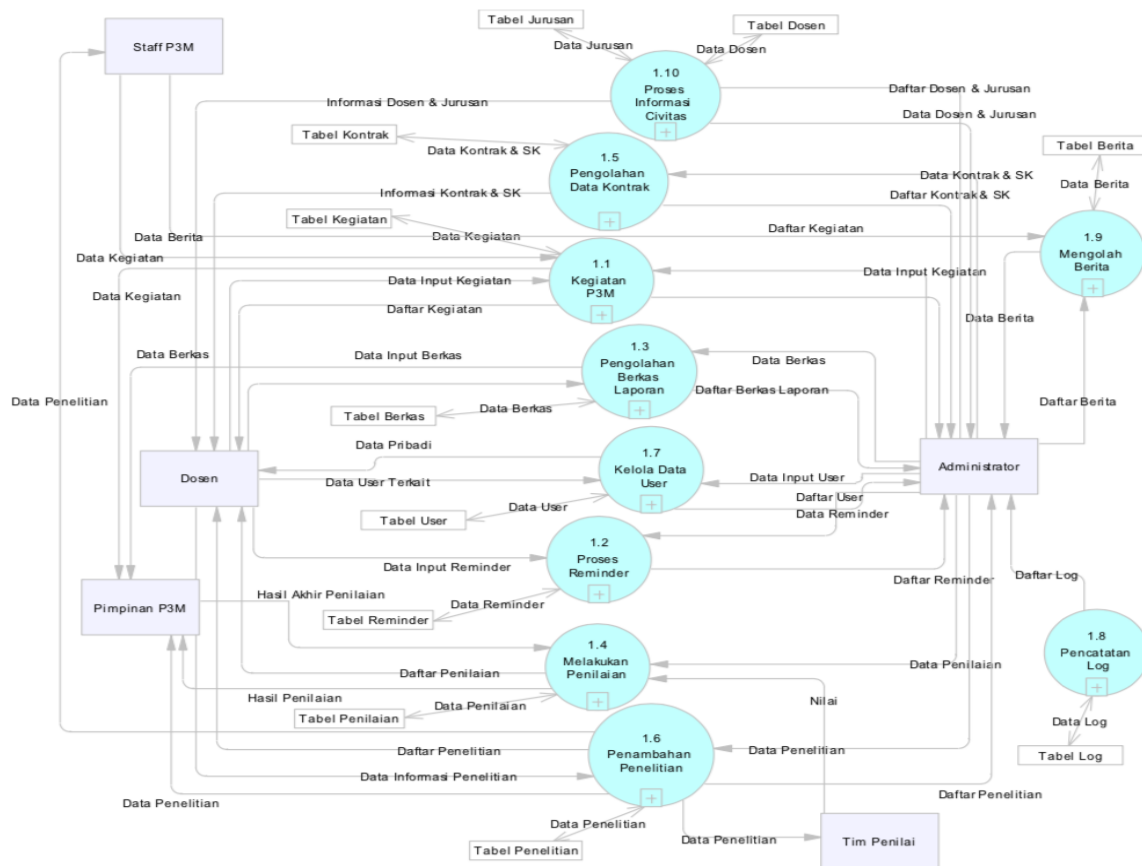 Tabel Jurusan
Tabel Dosen
Staff P3M
Data Jurusan
Data Dosen
1.10
Proses
Informasi
Civitas
Daftar Dosen & Jurusan
Informasi Dosen & Jurusan
Data Dosen & Jurusan
Tabel Kontrak
Data Kontrak & SK
1.5
Pengolahan
Data Kontrak
Tabel Berita
Data Kontrak & SK
Data Berita
Informasi Kontrak & SK
Daftar Kontrak & SK
Tabel Kegiatan
Data Berita
Data Kegiatan
Daftar Kegiatan
1.9
Mengolah
Berita
Data Kegiatan
1.1
Kegiatan
P3M
Data Input Kegiatan
Data Input Kegiatan
Data Kegiatan
Daftar Kegiatan
Data Berita
Data Berkas
Data Input Berkas
1.3
Pengolahan
Berkas
Laporan
Data Berkas
Daftar Berkas Laporan
Data Penelitian
Tabel Berkas
Data Berkas
Daftar Berita
Data Pribadi
Dosen
1.7
Kelola Data
User
Administrator
Data User Terkait
Data Input User
Daftar User
Data User
Tabel User
Data Reminder
1.2
Proses
Reminder
Data Input Reminder
Daftar Reminder
Daftar Log
Hasil Akhir Penilaian
Data Reminder
Pimpinan P3M
Tabel Reminder
1.8
Pencatatan
Log
1.4
Melakukan
Penilaian
Daftar Penilaian
Data Penilaian
Hasil Penilaian
Data Penilaian
Nilai
Tabel Penilaian
Data Log
Tabel Log
1.6
Penambahan
Penelitian
Daftar Penelitian
Data Penelitian
Data Informasi Penelitian
Daftar Penelitian
Data Penelitian
Data Penelitian
Data Penelitian
Tabel Penelitian
Tim Penilai